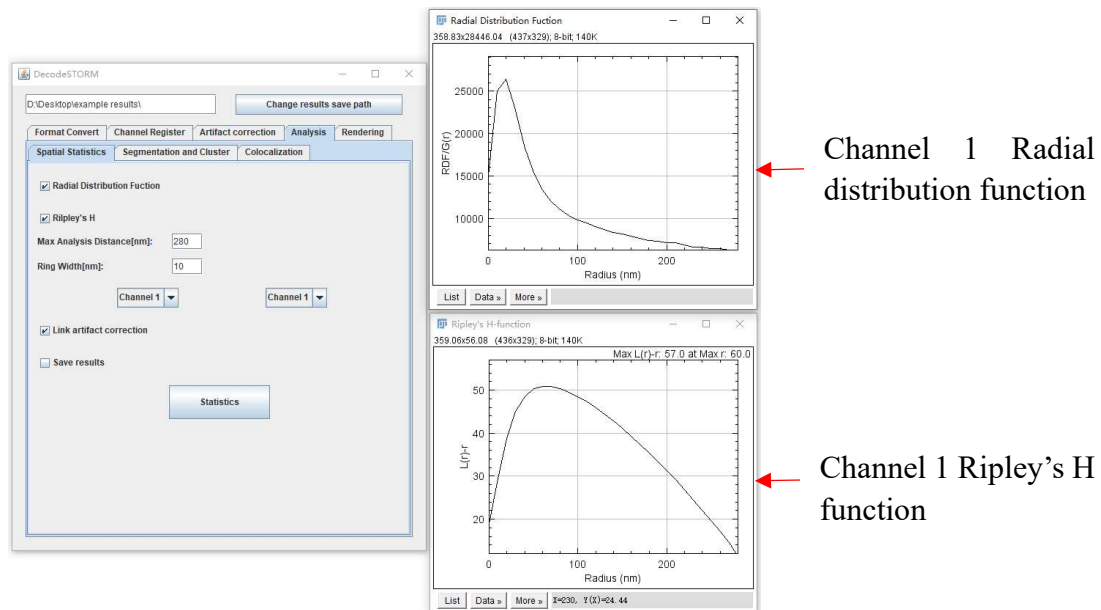 DecodeSTORM
D:\Desktop\example results\
Change results save path
Format Convert
Channel Register
Artifact correction
Analysis
Rendering
Spatial Statistics
Segmentation and Cluster
Colocalization
Radial Distribution Fuction
Rilpley's H
Max Analysis Distance[nm]:
280
Ring Width[nm]:
10
Channel 1
Channel 1
Link artifact correction
Save results
Statistics
Radial Distribution Fuction
358.83x28446.04 (437x329); 8-bit; 140K
25000
20000
15000
10000
RDF/G(r)
0
100
200
Radius (nm)
List
Data »
More »
Ripley's H-function
359.06x56.08 (436x329); 8-bit; 140K
Max L(r)-r: 57.0 at Max r: 60.0
50
40
30
20
L(r)-r
0
100
200
Radius (nm)
List
Data »
More »
X=230, Y(X)=24.44
Channel 1 Radial
distribution function
Channel 1 Ripley’s H
function